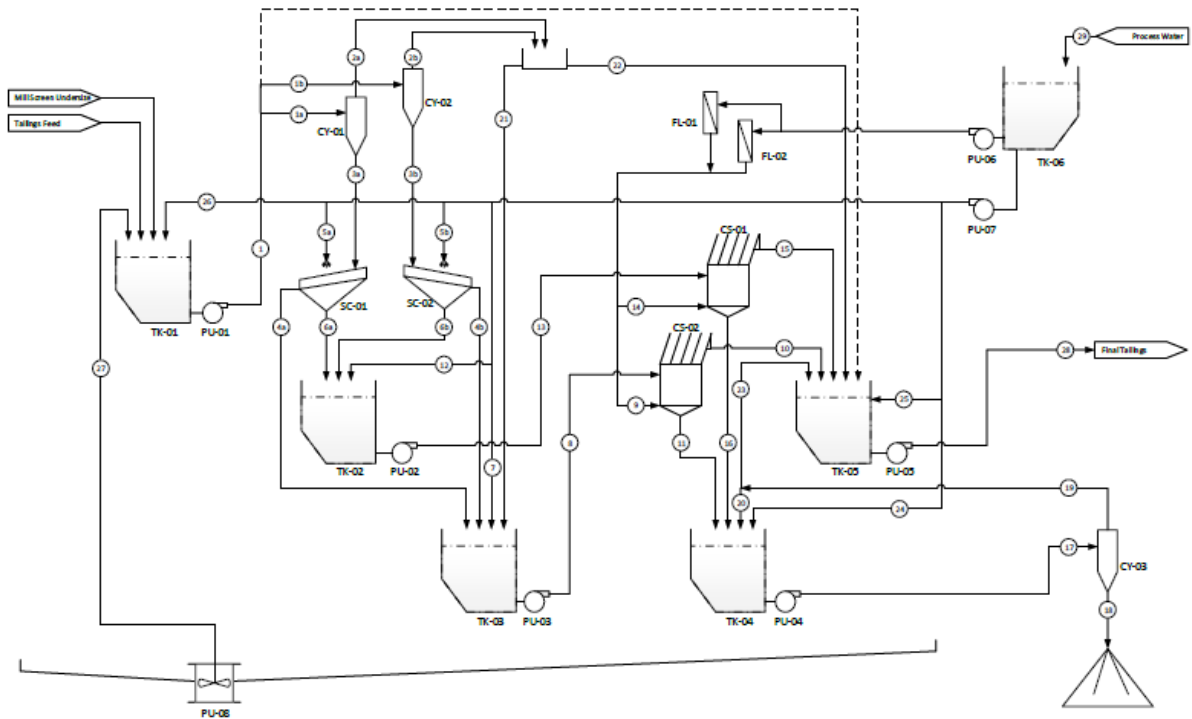 2a
2b
22
29
Process Water
1b
CY-02
Mill Screen Undersize
1a
CY-01
Tailings Feed
21
FL-01
FL-02
PU-06
TK-06
3a
3b
26
PU-07
5a
5b
CS-01
15
1
SC-01
SC-02
TK-01
PU-01
4a
6a
6b
4b
13
14
CS-02
10
28
Final Tailings
27
12
23
9
25
TK-02
PU-02
7
8
11
16
TK-05
PU-05
19
20
24
17
CY-03
TK-03
PU-03
TK-04
PU-04
18
PU-08